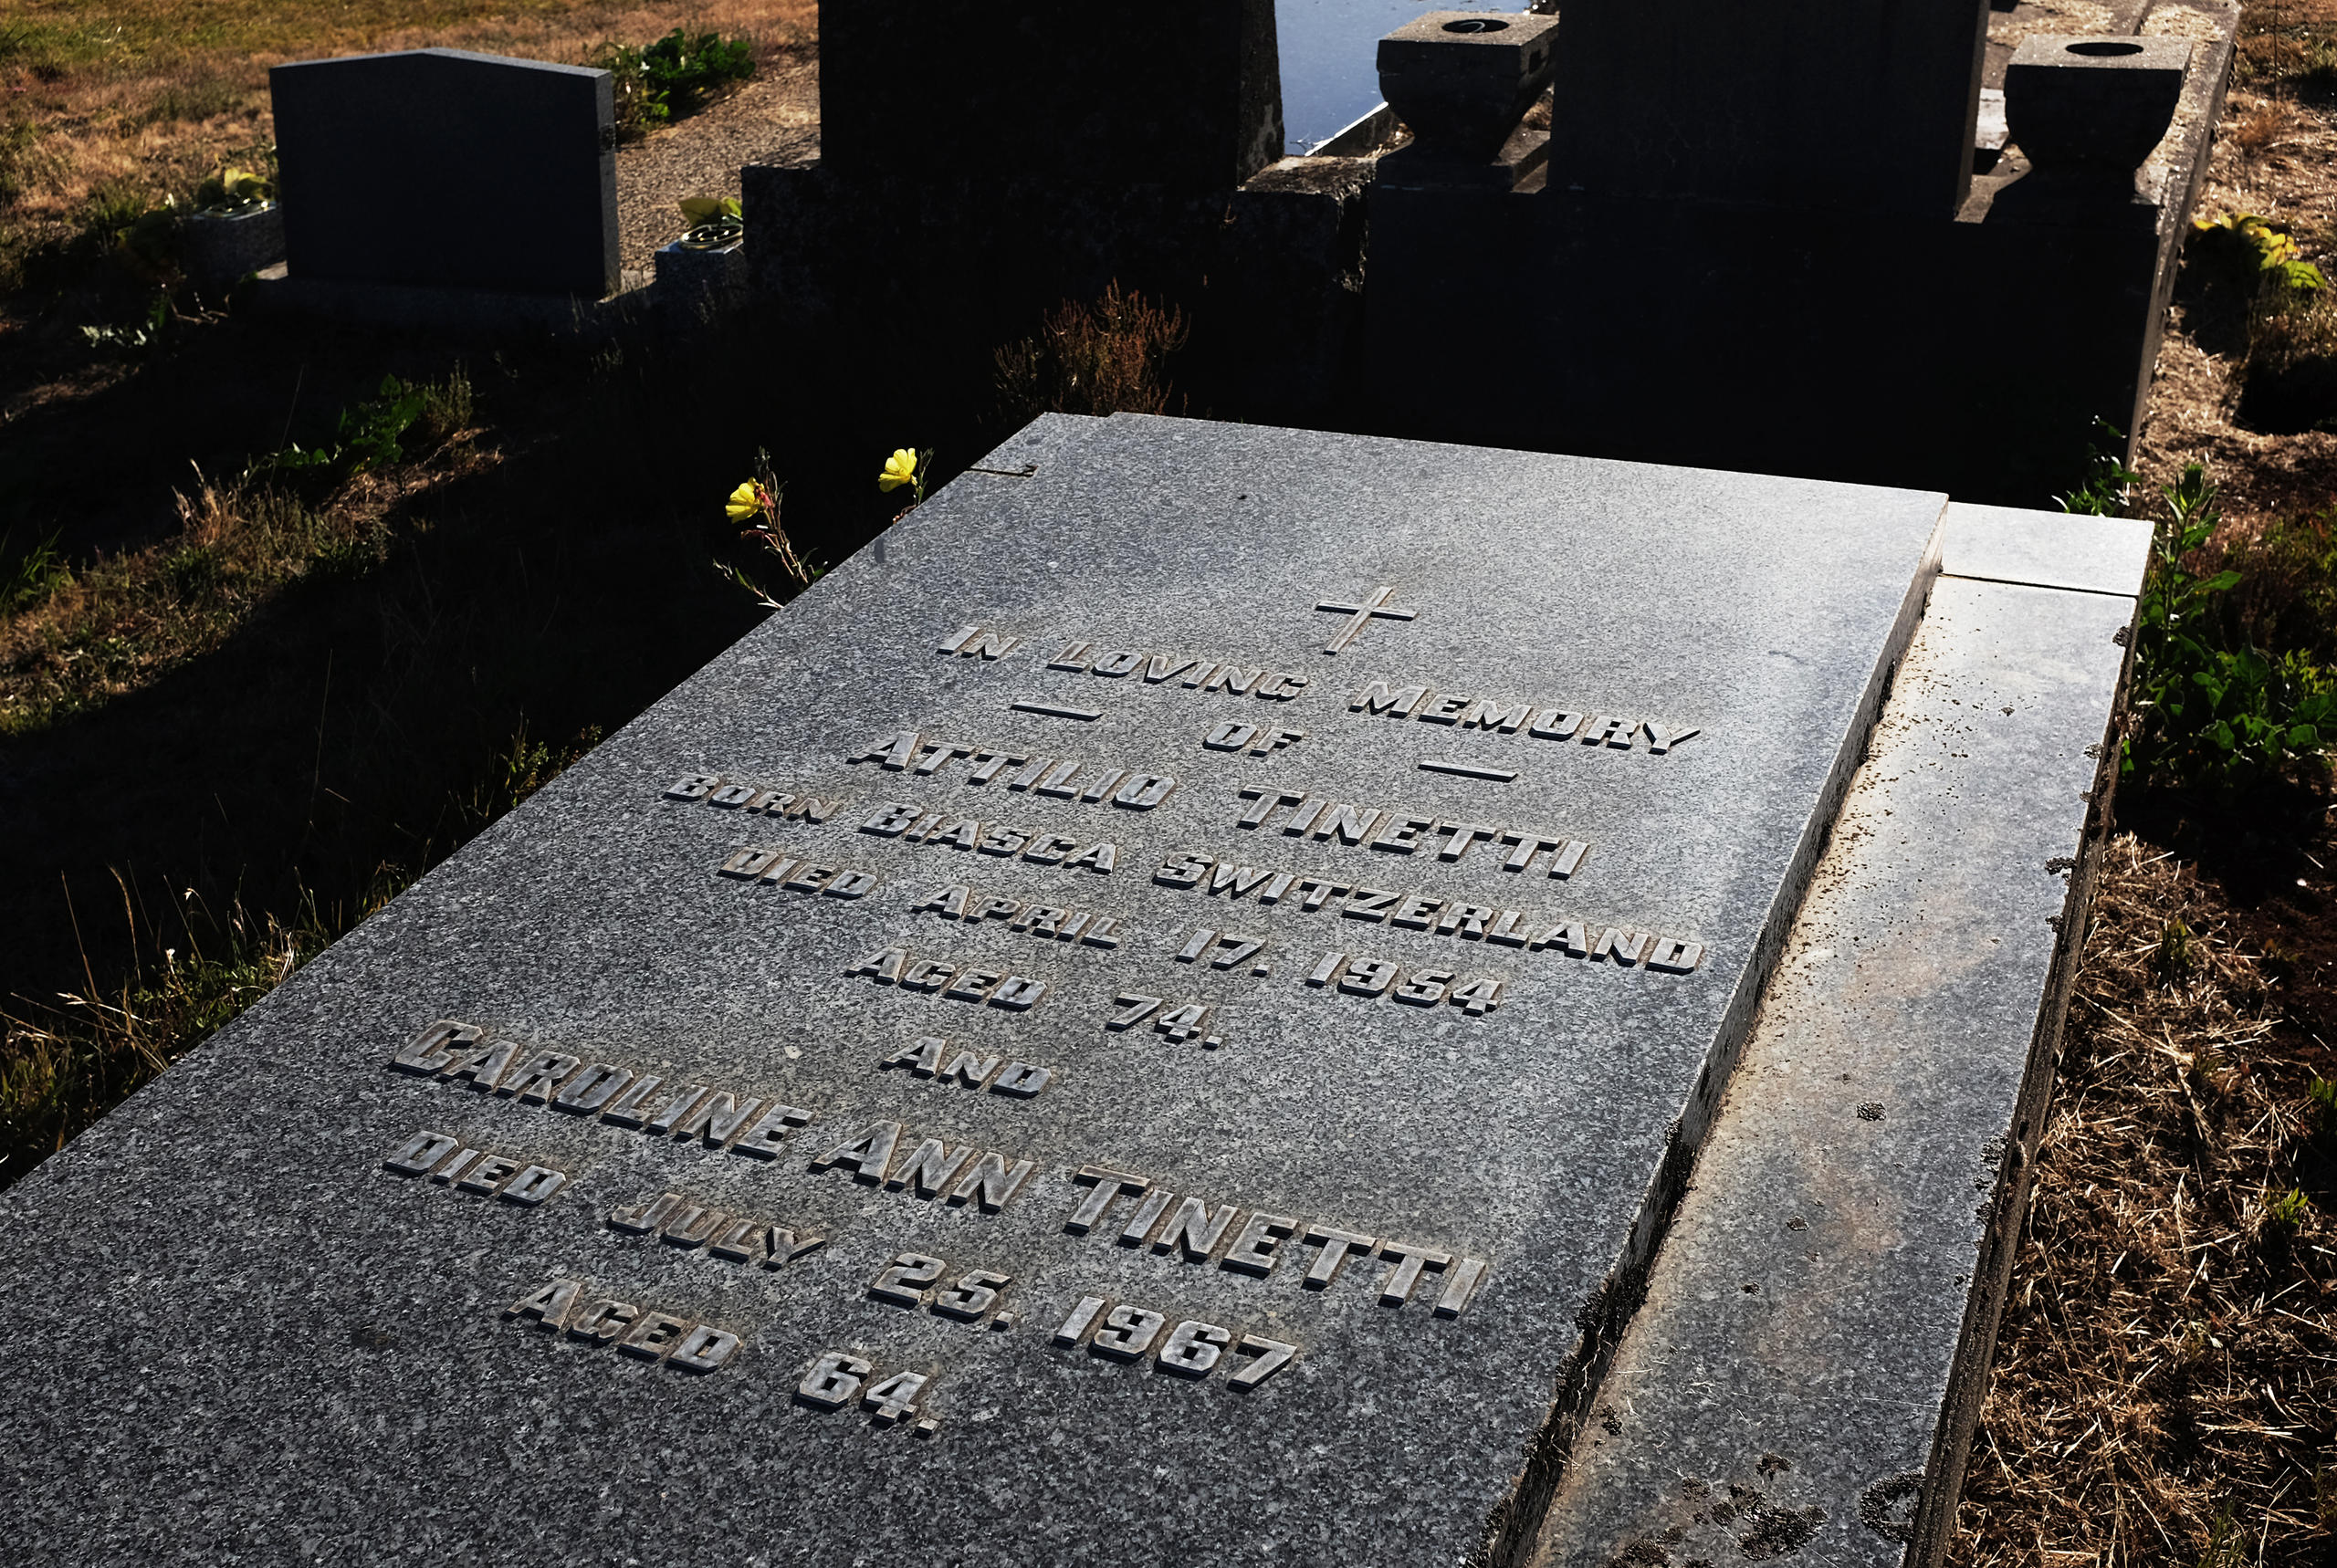 IN LOVING MEMORY
— OF —
ATTILIO TINETTI
BORN BIASCA SWITZERLAND
DIED APRIL 17. 1954
AGED 74.
AND
CAROLINE ANN TINETTI
DIED JULY 25. 1967
AGED 64.